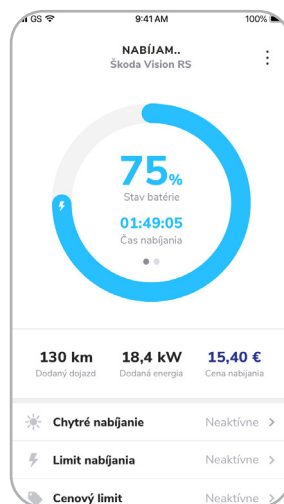 GS 9:41 AM 100%
NABÍJAM..
Škoda Vision RS
75%
Stav batérie
01:49:05
Čas nabíjania
130 km 18,4 kW 15,40 €
Dodaný dojazd Dodaná energia Cena nabijania
Chytré nabíjanie Neaktívne >
Limit nabíjania Neaktívne >
Cenový limit Neaktívne >